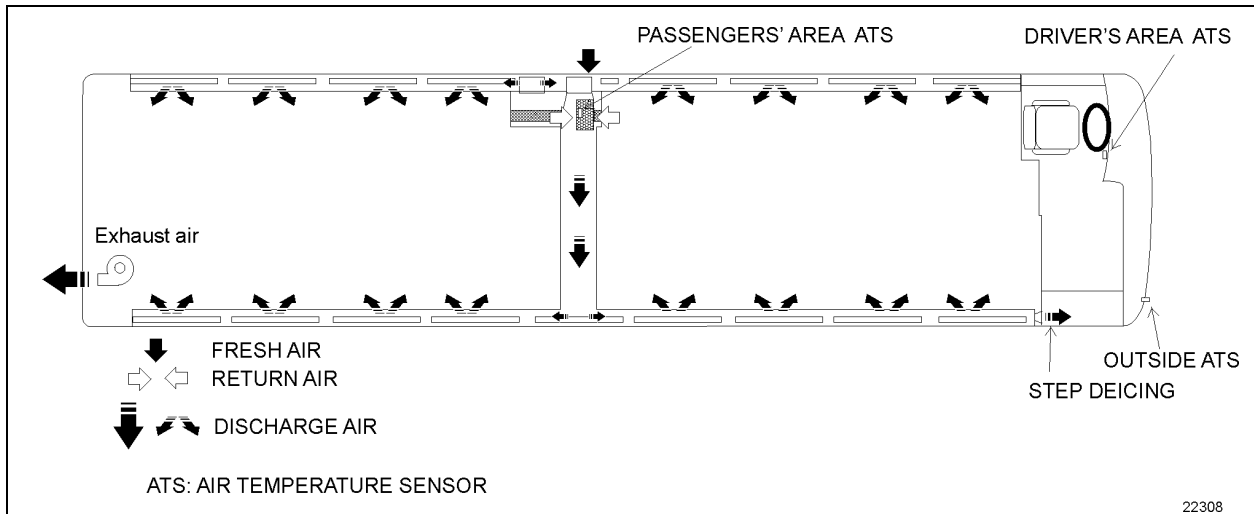 PASSENGERS' AREA ATS
DRIVER'S AREA ATS
Exhaust air
OUTSIDE ATS
STEP DEICING
FRESH AIR
RETURN AIR
DISCHARGE AIR
ATS: AIR TEMPERATURE SENSOR
22308